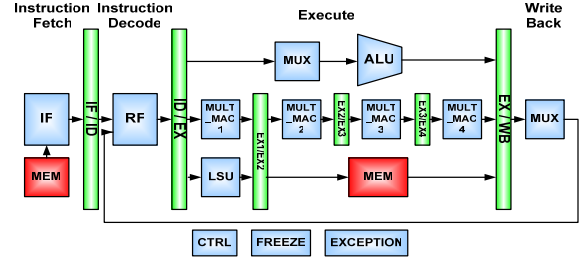 Instruction
Fetch
Instruction
Decode
Execute
Write
Back
IF
MEM
IF / ID
RF
ID / EX
MUX
ALU
MULT
_MAC
1
EX1/EX2
MULT
_MAC
2
EX2/EX3
MULT
_MAC
3
EX3/EX4
MULT
_MAC
4
LSU
MEM
EX / WB
MUX
CTRL
FREEZE
EXCEPTION